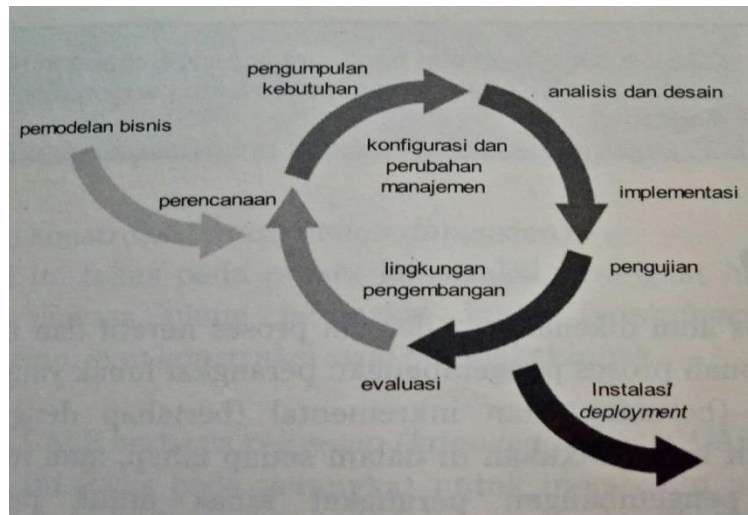 pengumpulan
kebutuhan
analisis dan desain
pemodelan bisnis
konfigurasi dan
perubahan
manajemen
perencanaan
implementasi
lingkungan
pengembangan
pengujian
evaluasi
Instalasi
deployment